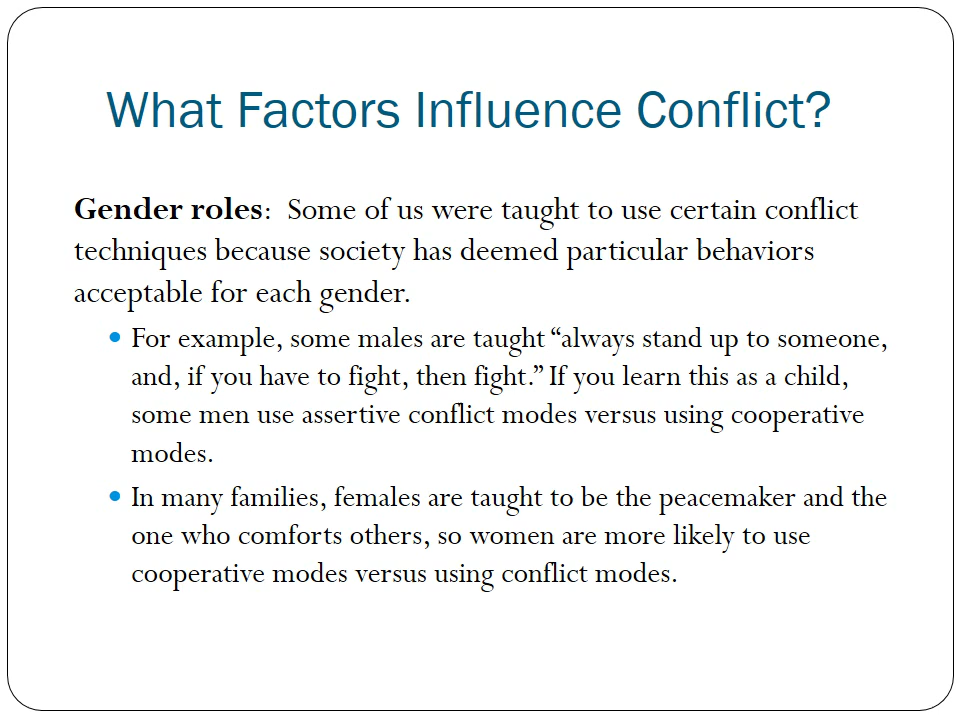 What Factors Influence Conflict?
Gender roles:  Some of us were taught to use certain conflict
techniques because society has deemed particular behaviors
acceptable for each gender.
• For example, some males are taught “always stand up to someone,
and, if you have to fight, then fight.” If you learn this as a child,
some men use assertive conflict modes versus using cooperative
modes.
• In many families, females are taught to be the peacemaker and the
one who comforts others, so women are more likely to use
cooperative modes versus using conflict modes.